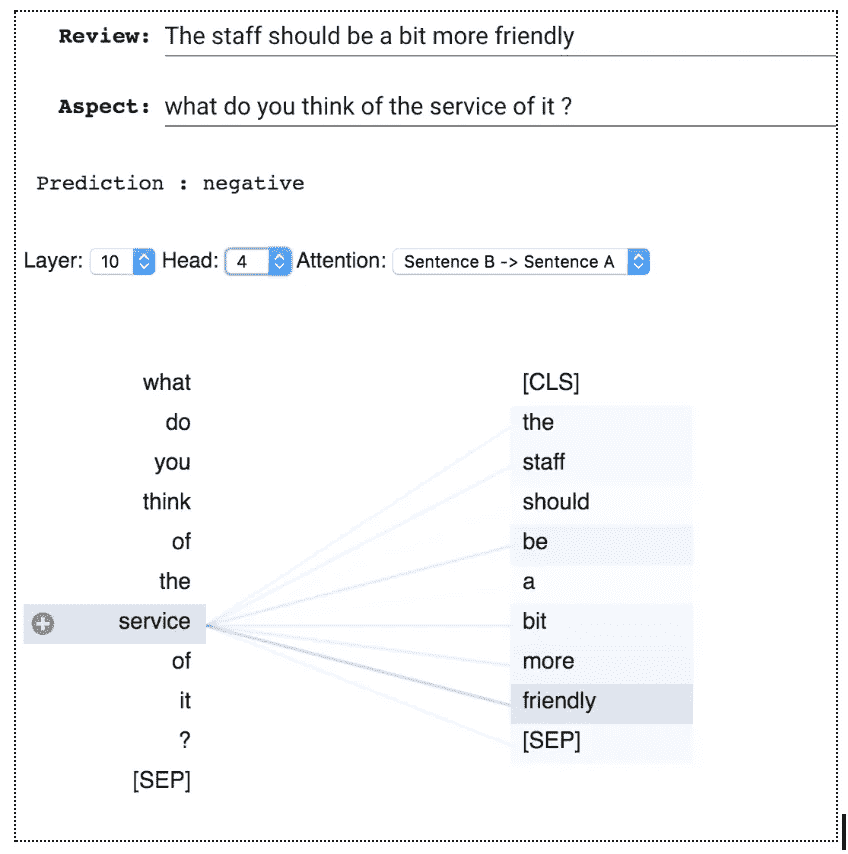 Review: The staff should be a bit more friendly
Aspect: what do you think of the service of it ?
Prediction : negative
Layer: 10 Head: 4 Attention: Sentence B -> Sentence A
what [CLS]
do the
you staff
think should
of be
the a
service bit
of more
it friendly
? [SEP]
[SEP]